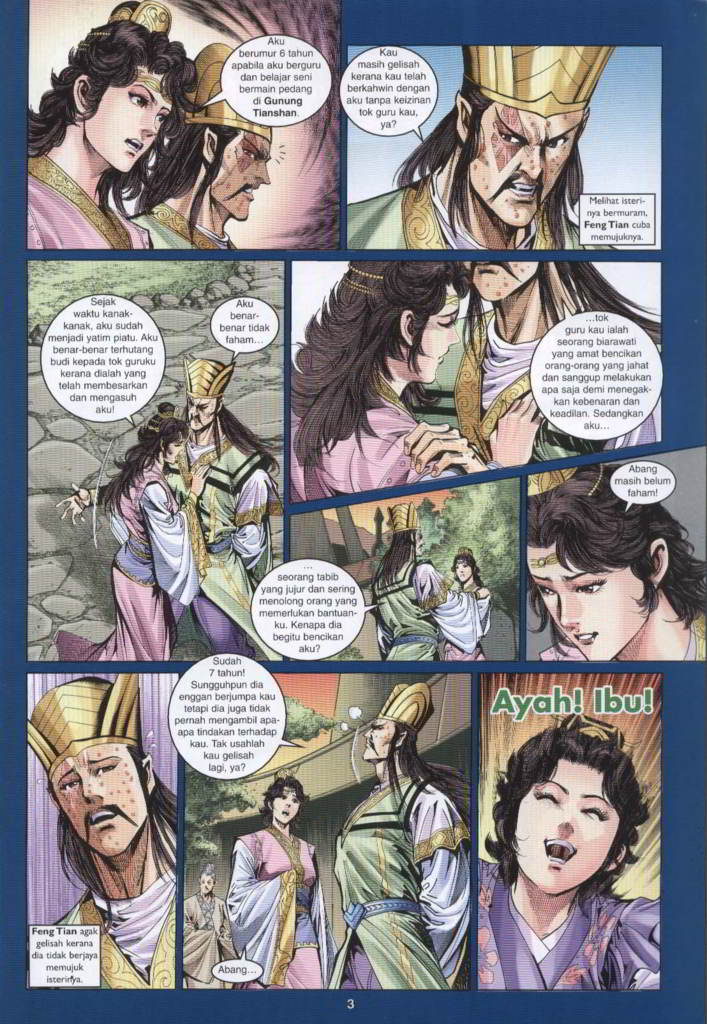 Aku
berumur 6 tahun
apabila aku berguru
dan belajar seni
bermain pedang
di Gunung
Tianshan.
Kau
masih gelisah
kerana kau telah
berkahwin dengan
aku tanpa keizinan
tok guru kau,
ya?
Melihat isteri-
nya bermuram,
Feng Tian cuba
memujuknya.
Sejak
waktu kanak-
kanak, aku sudah
menjadi yatim piatu. Aku
benar-benar terhutang
budi kepada tok guruku
kerana dialah yang
telah membesarkan
dan mengasuh
aku!
Aku
benar-
benar tidak
faham...
...tok
guru kau ialah
seorang biarawati
yang amat bencikan
orang-orang yang jahat
dan sanggup melakukan
apa saja demi menegak-
kan kebenaran dan
keadilan. Sedangkan
aku...
...
seorang tabib
yang jujur dan sering
menolong orang yang
memerlukan bantuan-
ku. Kenapa dia
begitu bencikan
aku?
Abang
masih belum
faham!
Feng Tian agak
gelisah kerana
dia tidak berjaya
memujuk
isterinya.
Sudah
7 tahun!
Sungguhpun dia
enggan berjumpa kau
tetapi dia juga tidak
pernah mengambil apa-
apa tindakan terhadap
kau. Tak usahlah
kau gelisah
lagi, ya?
Abang...
Ayah! Ibu!
3